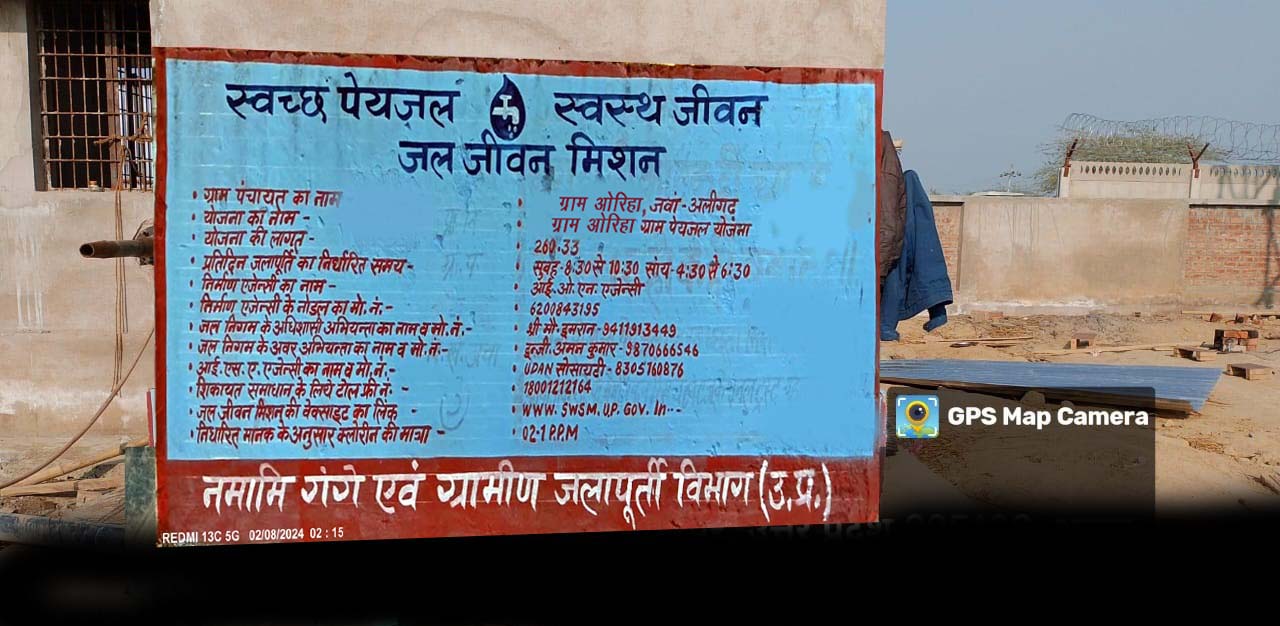 स्वच्छ पेयजल स्वस्थ जीवन
जल जीवन मिशन
• ग्राम पंचायत का नाम • ग्राम ओरिहा, जवां-अलीगढ़
• योजना का नाम - ग्राम ओरिहा ग्राम पेयजल योजना
• योजना की लागत - • 260.33
• प्रतिदिन जलापूर्ति का निर्धारित समय- • सुबह-8:30 से 10:30 सांय-4:30 से 6:30
• निर्माण एजेन्सी का नाम - • आई.ओ.एन. एजेन्सी
• निर्माण एजेन्सी के नोडल का मो. नं.- • 6200843195
• जल निगम के अधिशासी अभियन्ता का नाम व मो. नं.- • श्री मौ-इमरान-9411913449
• जल निगम के अवर अभियन्ता का नाम व मो. नं.- • इन्जी. अमन कुमार-9870666546
• आई.एस.ए. एजेन्सी का नाम व मो. नं.- • UDAN सोसायटी-8305760876
• शिकायत समाधान के लिये टोल फ्री नं.- • 18001212164
• जल जीवन मिशन की वेबसाइट का लिंक - • WWW. SWSM. UP. GOV. In--
• निर्धारित मानक के अनुसार क्लोरीन की मात्रा - • 02-1 P.P.M
नमामि गंगे एवं ग्रामीण जलापूर्ती विभाग (उ.प्र.)
REDMI 13C 5G 02/08/2024 02:15
GPS Map Camera